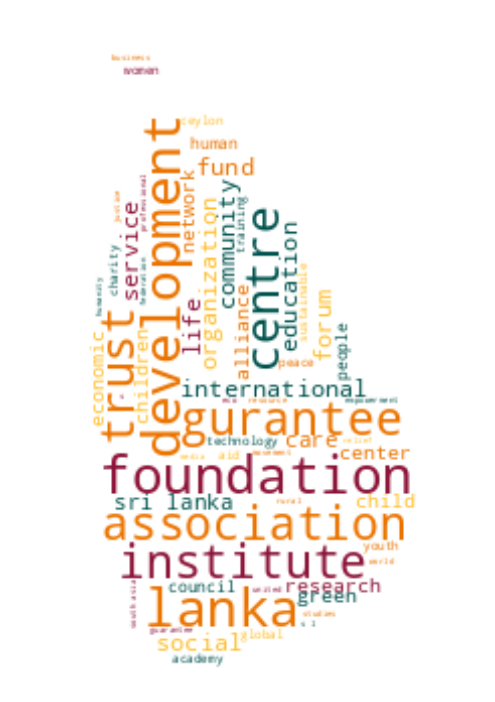 business
women
ceylon
human
fund
development
network
community
training
organization
centre
education
sustainable
service
professional
justice
charity
federation
humanity
life
alliance
forum
people
peace
trust
children
economic
international
empowerment
resource
gurantee
technology
care
relief
center
media
aid
movement
foundation
sri lanka
rural
child
association
youth
institute
world
council
united
research
green
south asia
lanka
studies
guarantee
social
global
academy